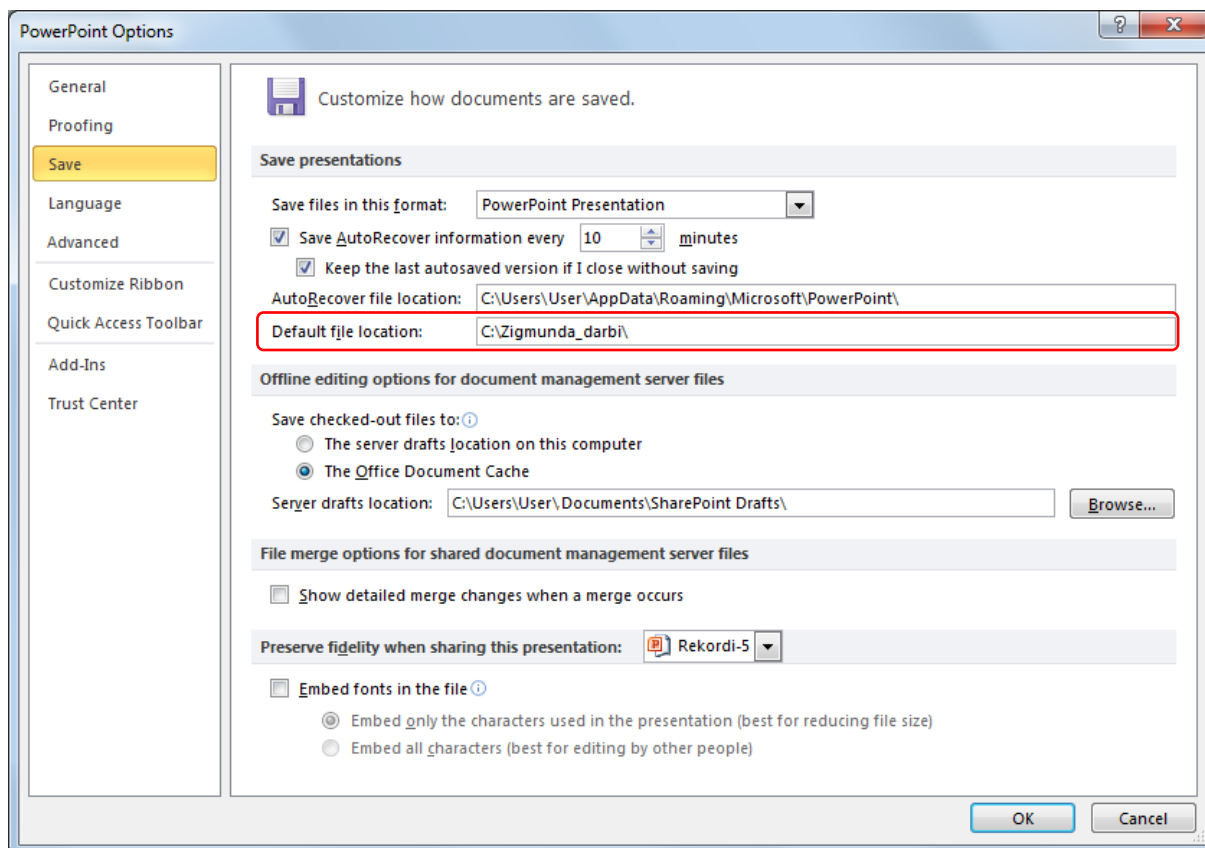 PowerPoint Options
General
Proofing
Save
Language
Advanced
Customize Ribbon
Quick Access Toolbar
Add-Ins
Trust Center
Customize how documents are saved.
Save presentations
Save files in this format: PowerPoint Presentation
Save AutoRecover information every 10 minutes
Keep the last autosaved version if I close without saving
AutoRecover file location: C:\Users\User\AppData\Roaming\Microsoft\PowerPoint\
Default file location: C:\Zigmunda_darbi\
Offline editing options for document management server files
Save checked-out files to:
The server drafts location on this computer
The Office Document Cache
Server drafts location: C:\Users\User\Documents\SharePoint Drafts\
Browse...
File merge options for shared document management server files
Show detailed merge changes when a merge occurs
Preserve fidelity when sharing this presentation: Rekordi-5
Embed fonts in the file
Embed only the characters used in the presentation (best for reducing file size)
Embed all characters (best for editing by other people)
OK Cancel